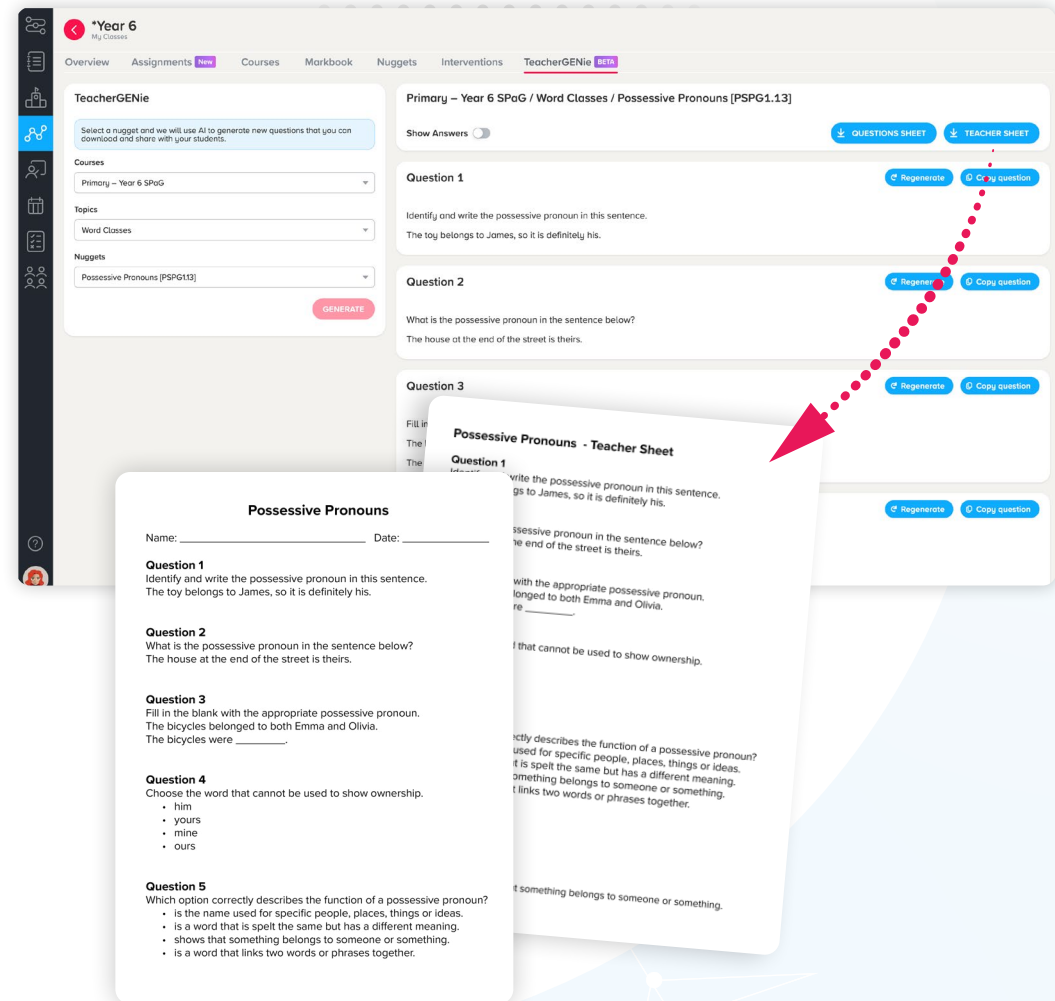 *Year 6
My Classes
Overview Assignments New Courses Markbook Nuggets Interventions TeacherGENie BETA
TeacherGENie
Select a nugget and we will use AI to generate new questions that you can
download and share with your students.
Courses
Primary – Year 6 SPaG
Topics
Word Classes
Nuggets
Possessive Pronouns [PSPG1.13]
GENERATE
Primary – Year 6 SPaG / Word Classes / Possessive Pronouns [PSPG1.13]
Show Answers
QUESTIONS SHEET TEACHER SHEET
Question 1
Regenerate Copy question
Identify and write the possessive pronoun in this sentence.
The toy belongs to James, so it is definitely his.
Question 2
Regenerate Copy question
What is the possessive pronoun in the sentence below?
The house at the end of the street is theirs.
Question 3
Regenerate Copy question
Fill in
The
The
Regenerate Copy question
Possessive Pronouns - Teacher Sheet
Question 1
write the possessive pronoun in this sentence.
to James, so it is definitely his.
pronoun in the sentence below?
end of the street is theirs.
with the appropriate possessive pronoun.
to both Emma and Olivia.
________.
that cannot be used to show ownership.
describes the function of a possessive pronoun?
used for specific people, places, things or ideas.
is spelt the same but has a different meaning.
something belongs to someone or something.
links two words or phrases together.
something belongs to someone or something.
Possessive Pronouns
Name: ______________________________ Date: ______________
Question 1
Identify and write the possessive pronoun in this sentence.
The toy belongs to James, so it is definitely his.
Question 2
What is the possessive pronoun in the sentence below?
The house at the end of the street is theirs.
Question 3
Fill in the blank with the appropriate possessive pronoun.
The bicycles belonged to both Emma and Olivia.
The bicycles were ________.
Question 4
Choose the word that cannot be used to show ownership.
• him
• yours
• mine
• ours
Question 5
Which option correctly describes the function of a possessive pronoun?
• is the name used for specific people, places, things or ideas.
• is a word that is spelt the same but has a different meaning.
• shows that something belongs to someone or something.
• is a word that links two words or phrases together.